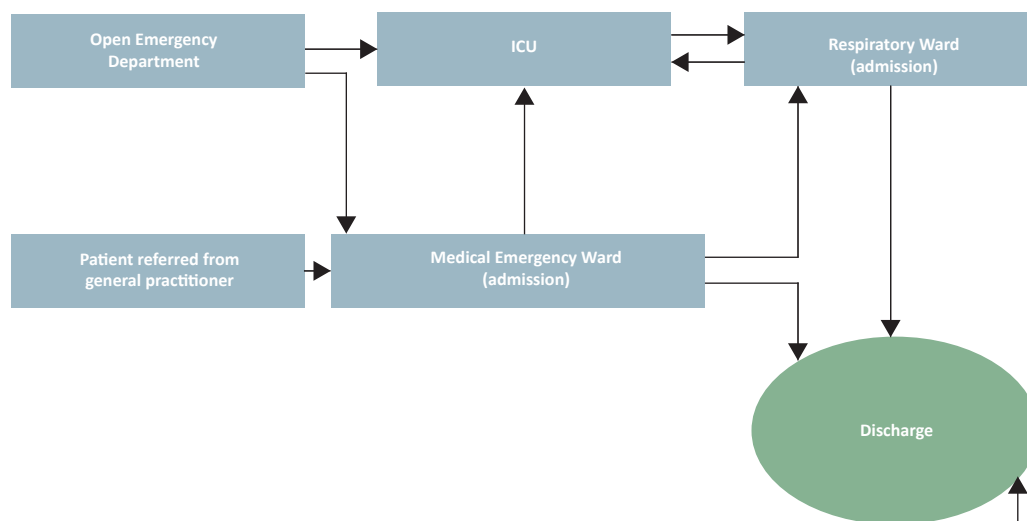 Open Emergency
Department
ICU
Respiratory Ward
(admission)
Patient referred from
general practitioner
Medical Emergency Ward
(admission)
Discharge